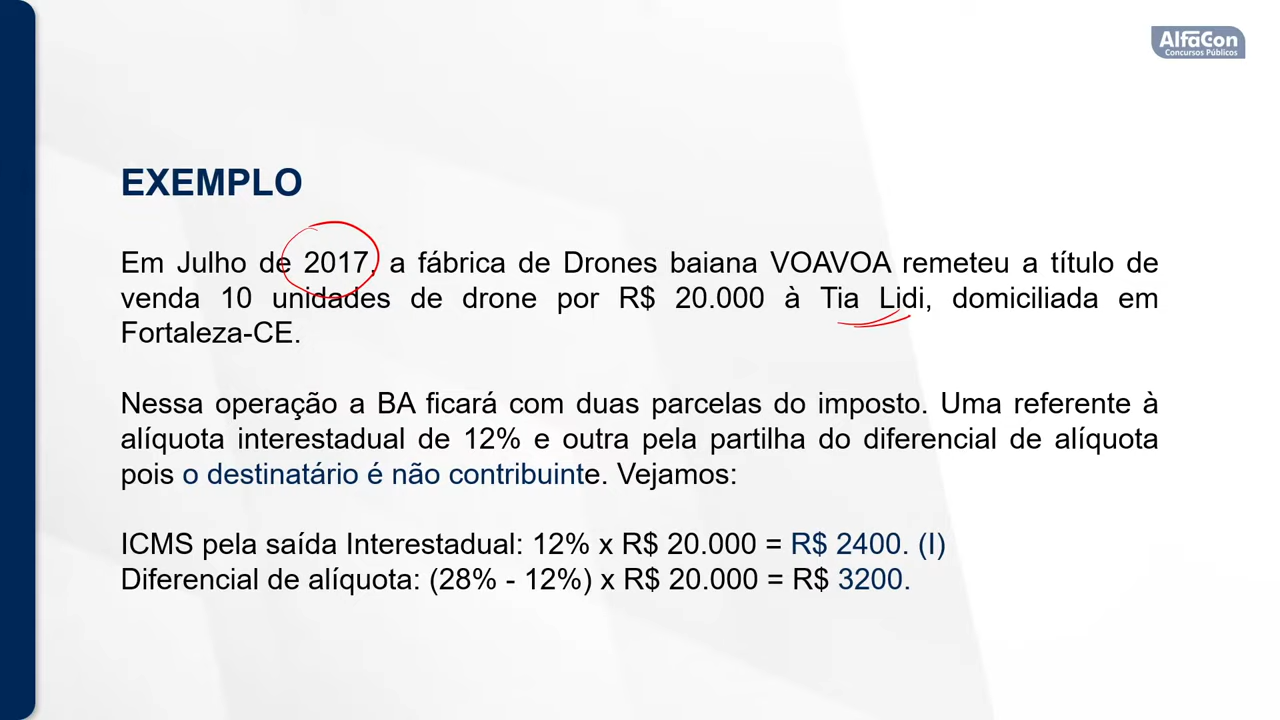 AlfaCon
Concursos Públicos
EXEMPLO
Em Julho de 2017, a fábrica de Drones baiana VOAVOA remeteu a título de
venda 10 unidades de drone por R$ 20.000 à Tia Lidi, domiciliada em
Fortaleza-CE.
Nessa operação a BA ficará com duas parcelas do imposto. Uma referente à
alíquota interestadual de 12% e outra pela partilha do diferencial de alíquota
pois o destinatário é não contribuinte. Vejamos:
ICMS pela saída Interestadual: 12% x R$ 20.000 = R$ 2400. (I)
Diferencial de alíquota: (28% - 12%) x R$ 20.000 = R$ 3200.